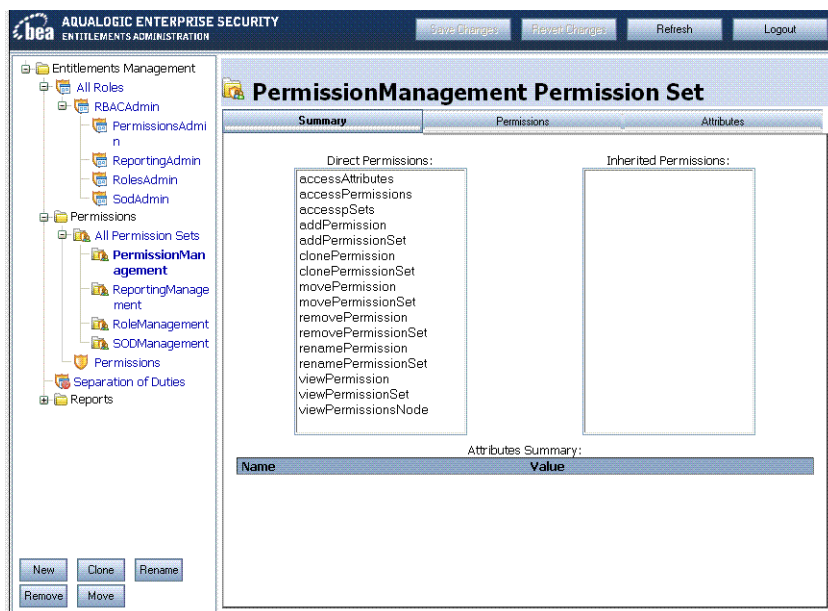 bea
AQUALOGIC ENTERPRISE SECURITY
ENTITLEMENTS ADMINISTRATION
Save Changes
Revert Changes
Refresh
Logout
Entitlements Management
All Roles
RBACAdmin
PermissionsAdmi
n
ReportingAdmin
RolesAdmin
SodAdmin
Permissions
All Permission Sets
PermissionMan
agement
ReportingManage
ment
RoleManagement
SODManagement
Permissions
Separation of Duties
Reports
New
Clone
Rename
Remove
Move
PermissionManagement Permission Set
Summary
Permissions
Attributes
Direct Permissions:
accessAttributes
accessPermissions
accesspSets
addPermission
addPermissionSet
clonePermission
clonePermissionSet
movePermission
movePermissionSet
removePermission
removePermissionSet
renamePermission
renamePermissionSet
viewPermission
viewPermissionSet
viewPermissionsNode
Inherited Permissions:
Attributes Summary:
Name
Value